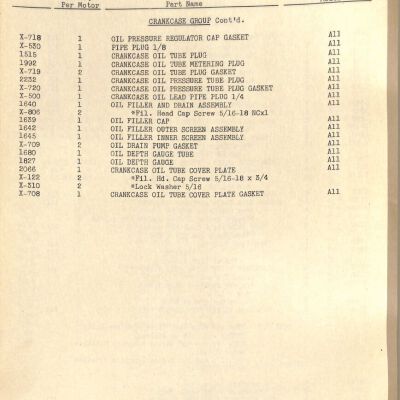 Per Motor Part Name
CRANKCASE GROUP Cont'd.
X-718 1 OIL PRESSURE REGULATOR CAP GASKET All
X-530 1 PIPE PLUG 1/8 All
1515 1 CRANKCASE OIL TUBE PLUG All
1992 1 CRANKCASE OIL TUBE METERING PLUG All
X-719 2 CRANKCASE OIL TUBE PLUG GASKET All
2232 1 CRANKCASE OIL PRESSURE TUBE PLUG All
X-720 1 CRANKCASE OIL PRESSURE TUBE PLUG GASKET All
X-500 1 CRANKCASE OIL LEAD PIPE PLUG 1/4 All
1640 1 OIL FILLER AND DRAIN ASSEMBLY All
X-806 2 *Fil. Head Cap Screw 5/16-18 NCx1
1639 1 OIL FILLER CAP All
1642 1 OIL FILLER OUTER SCREEN ASSEMBLY All
1645 1 OIL FILLER INNER SCREEN ASSEMBLY All
X-709 2 OIL DRAIN PUMP GASKET All
1680 1 OIL DEPTH GAUGE TUBE All
1827 1 OIL DEPTH GAUGE All
2066 1 CRANKCASE OIL TUBE COVER PLATE All
X-122 2 *Fil. Hd. Cap Screw 5/16-18 x 3/4
X-310 2 *Lock Washer 5/16
X-708 1 CRANKCASE OIL TUBE COVER PLATE GASKET All